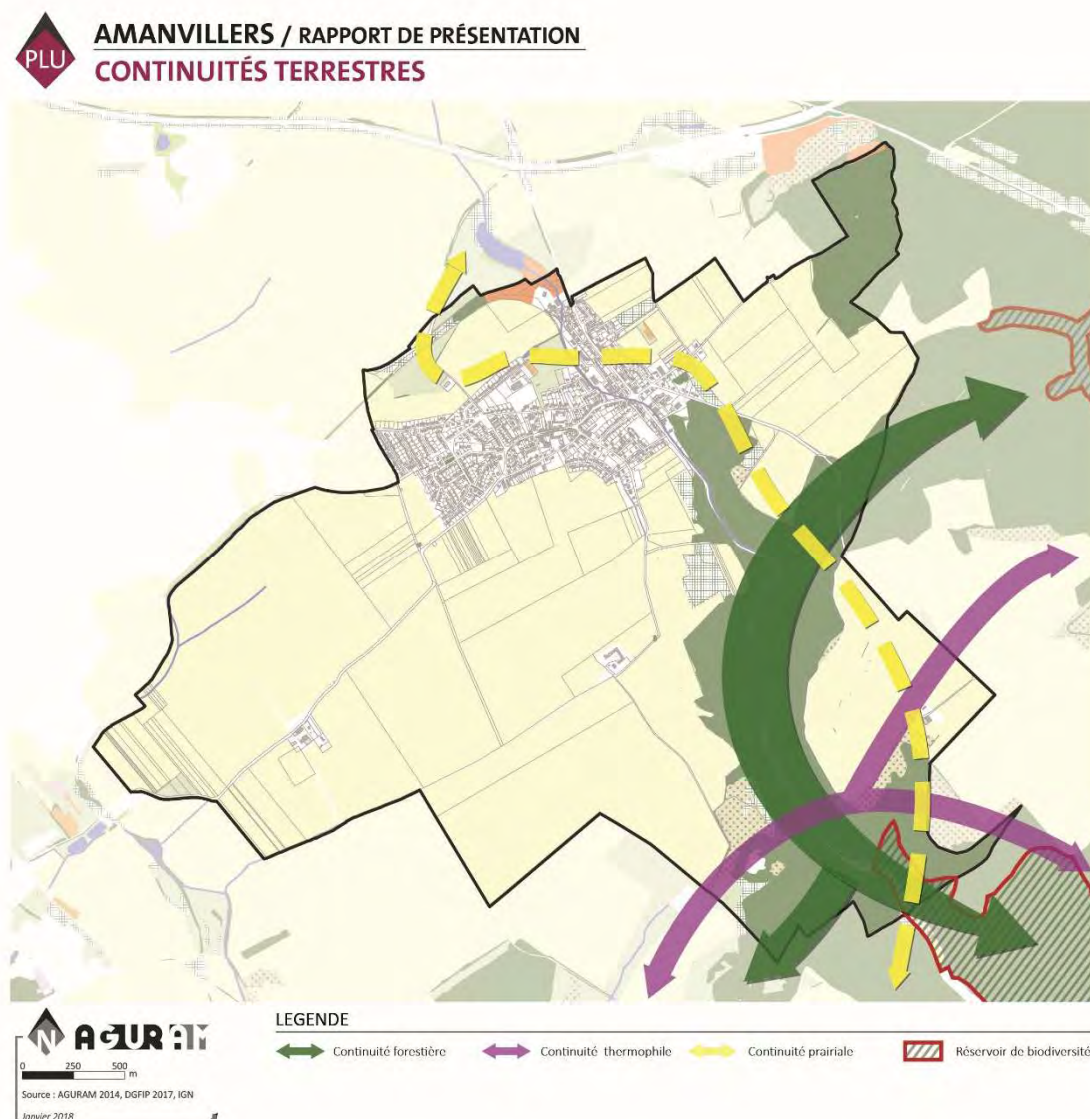 PLU
AMANVILLERS / RAPPORT DE PRÉSENTATION
CONTINUITÉS TERRESTRES
N AGURAM
LEGENDE
Continuité forestière
Continuité thermophile
Continuité prairiale
Réservoir de biodiversité
0 250 500 m
Source : AGURAM 2014, DGFIP 2017, IGN
Janvier 2018